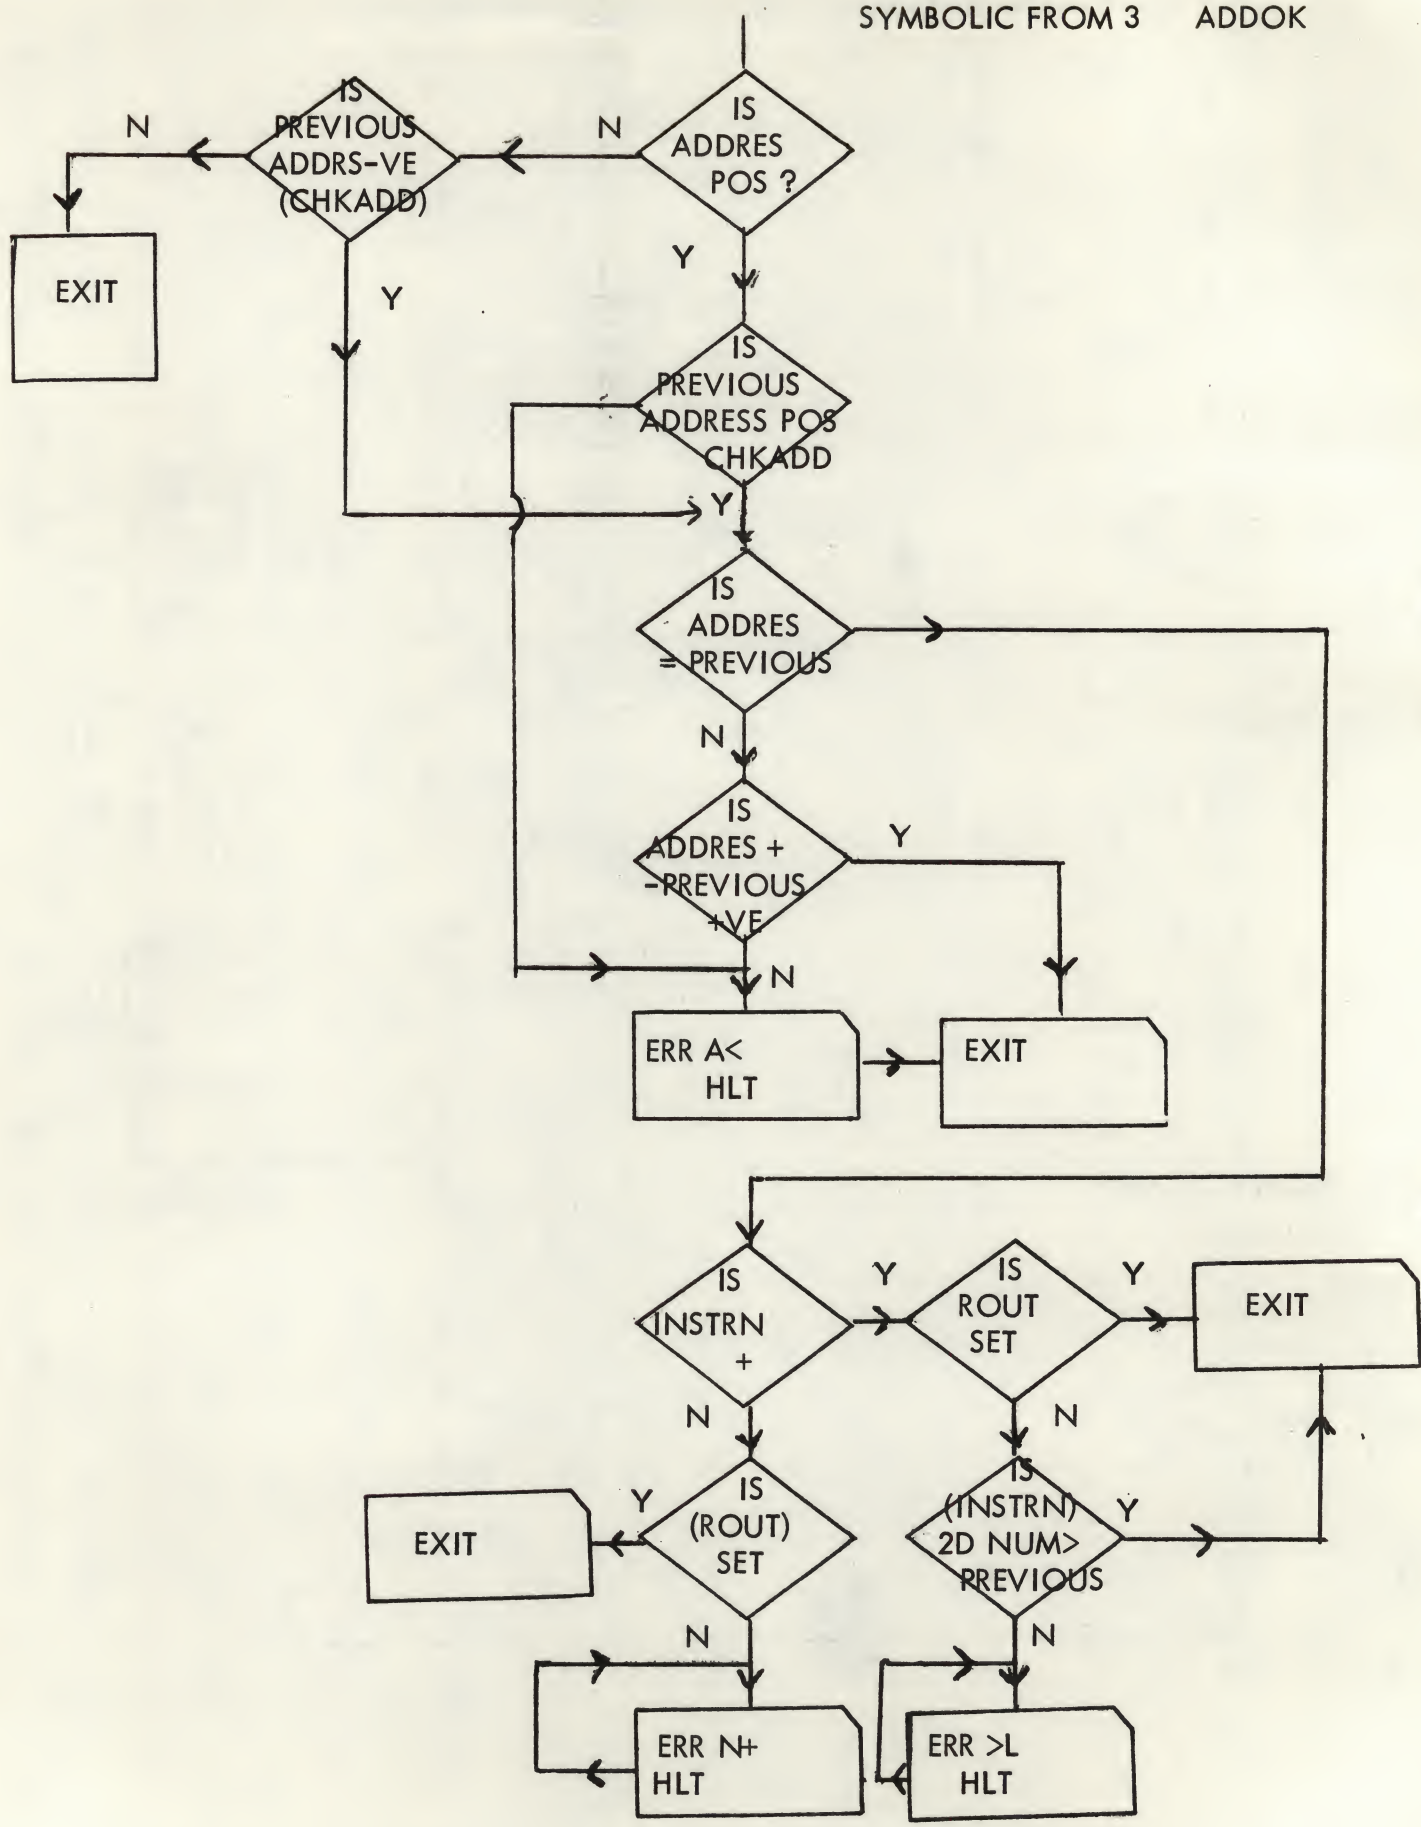 SYMBOLIC FROM 3 ADDOK
IS
ADDRES
POS ?
N
IS
PREVIOUS
ADDRS-VE
(CHKADD)
N
EXIT
Y
Y
IS
PREVIOUS
ADDRESS POS
CHKADD
Y
IS
ADDRES
= PREVIOUS
N
IS
ADDRES +
-PREVIOUS
+VE
Y
N
ERR A<
HLT
EXIT
IS
INSTRN
+
Y
IS
ROUT
SET
Y
EXIT
N
N
IS
(ROUT)
SET
Y
EXIT
IS
(INSTRN)
2D NUM>
PREVIOUS
Y
N
N
ERR N+
HLT
ERR >L
HLT